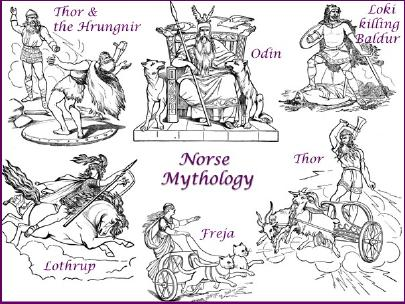 Thor &
the Hrungnir
Odin
Loki
killing
Baldur
Norse
Mythology
Thor
Lothrup
Freja